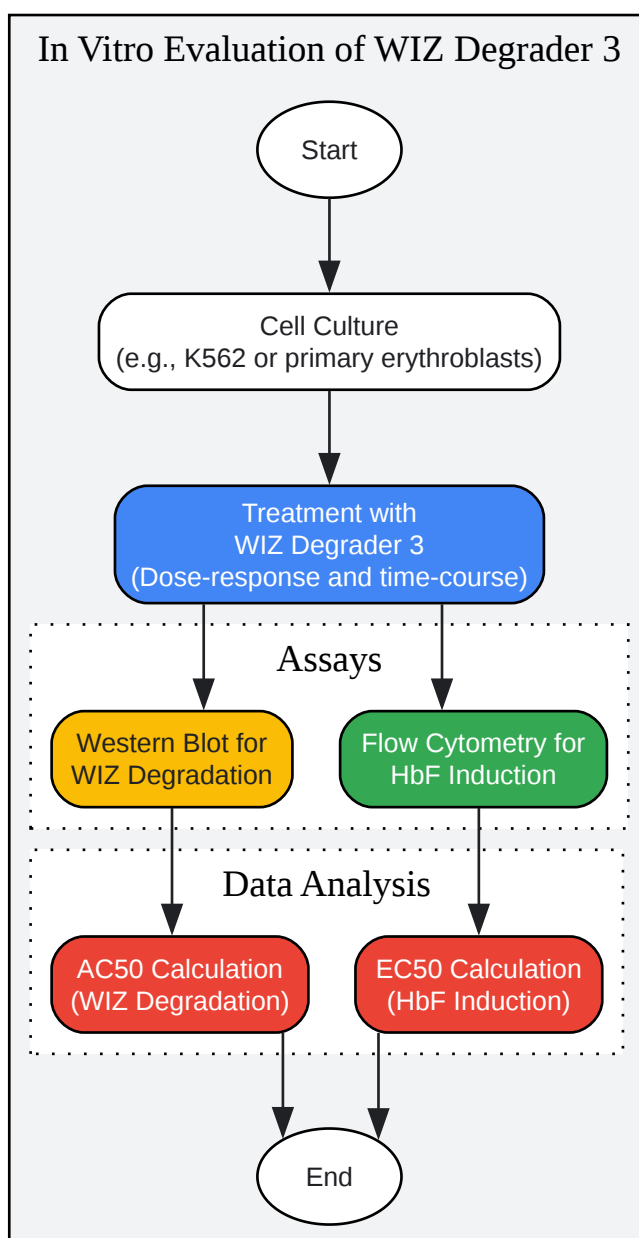 In Vitro Evaluation of WIZ Degrader 3
Start
Cell Culture
(e.g., K562 or primary erythroblasts)
Treatment with
WIZ Degrader 3
(Dose-response and time-course)
Assays
Western Blot for
WIZ Degradation
Flow Cytometry for
HbF Induction
Data Analysis
AC50 Calculation
(WIZ Degradation)
EC50 Calculation
(HbF Induction)
End